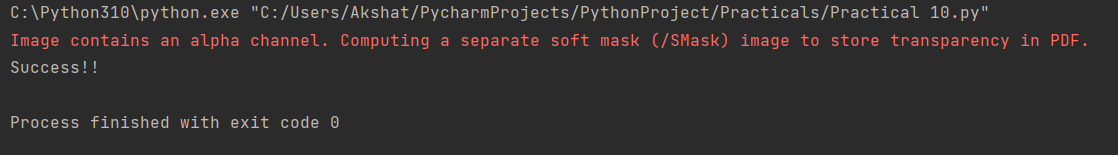 C:\Python310\python.exe "C:/Users/Akshat/PycharmProjects/PythonProject/Practicals/Practical 10.py"
Image contains an alpha channel. Computing a separate soft mask (/SMask) image to store transparency in PDF.
Success!!
Process finished with exit code 0